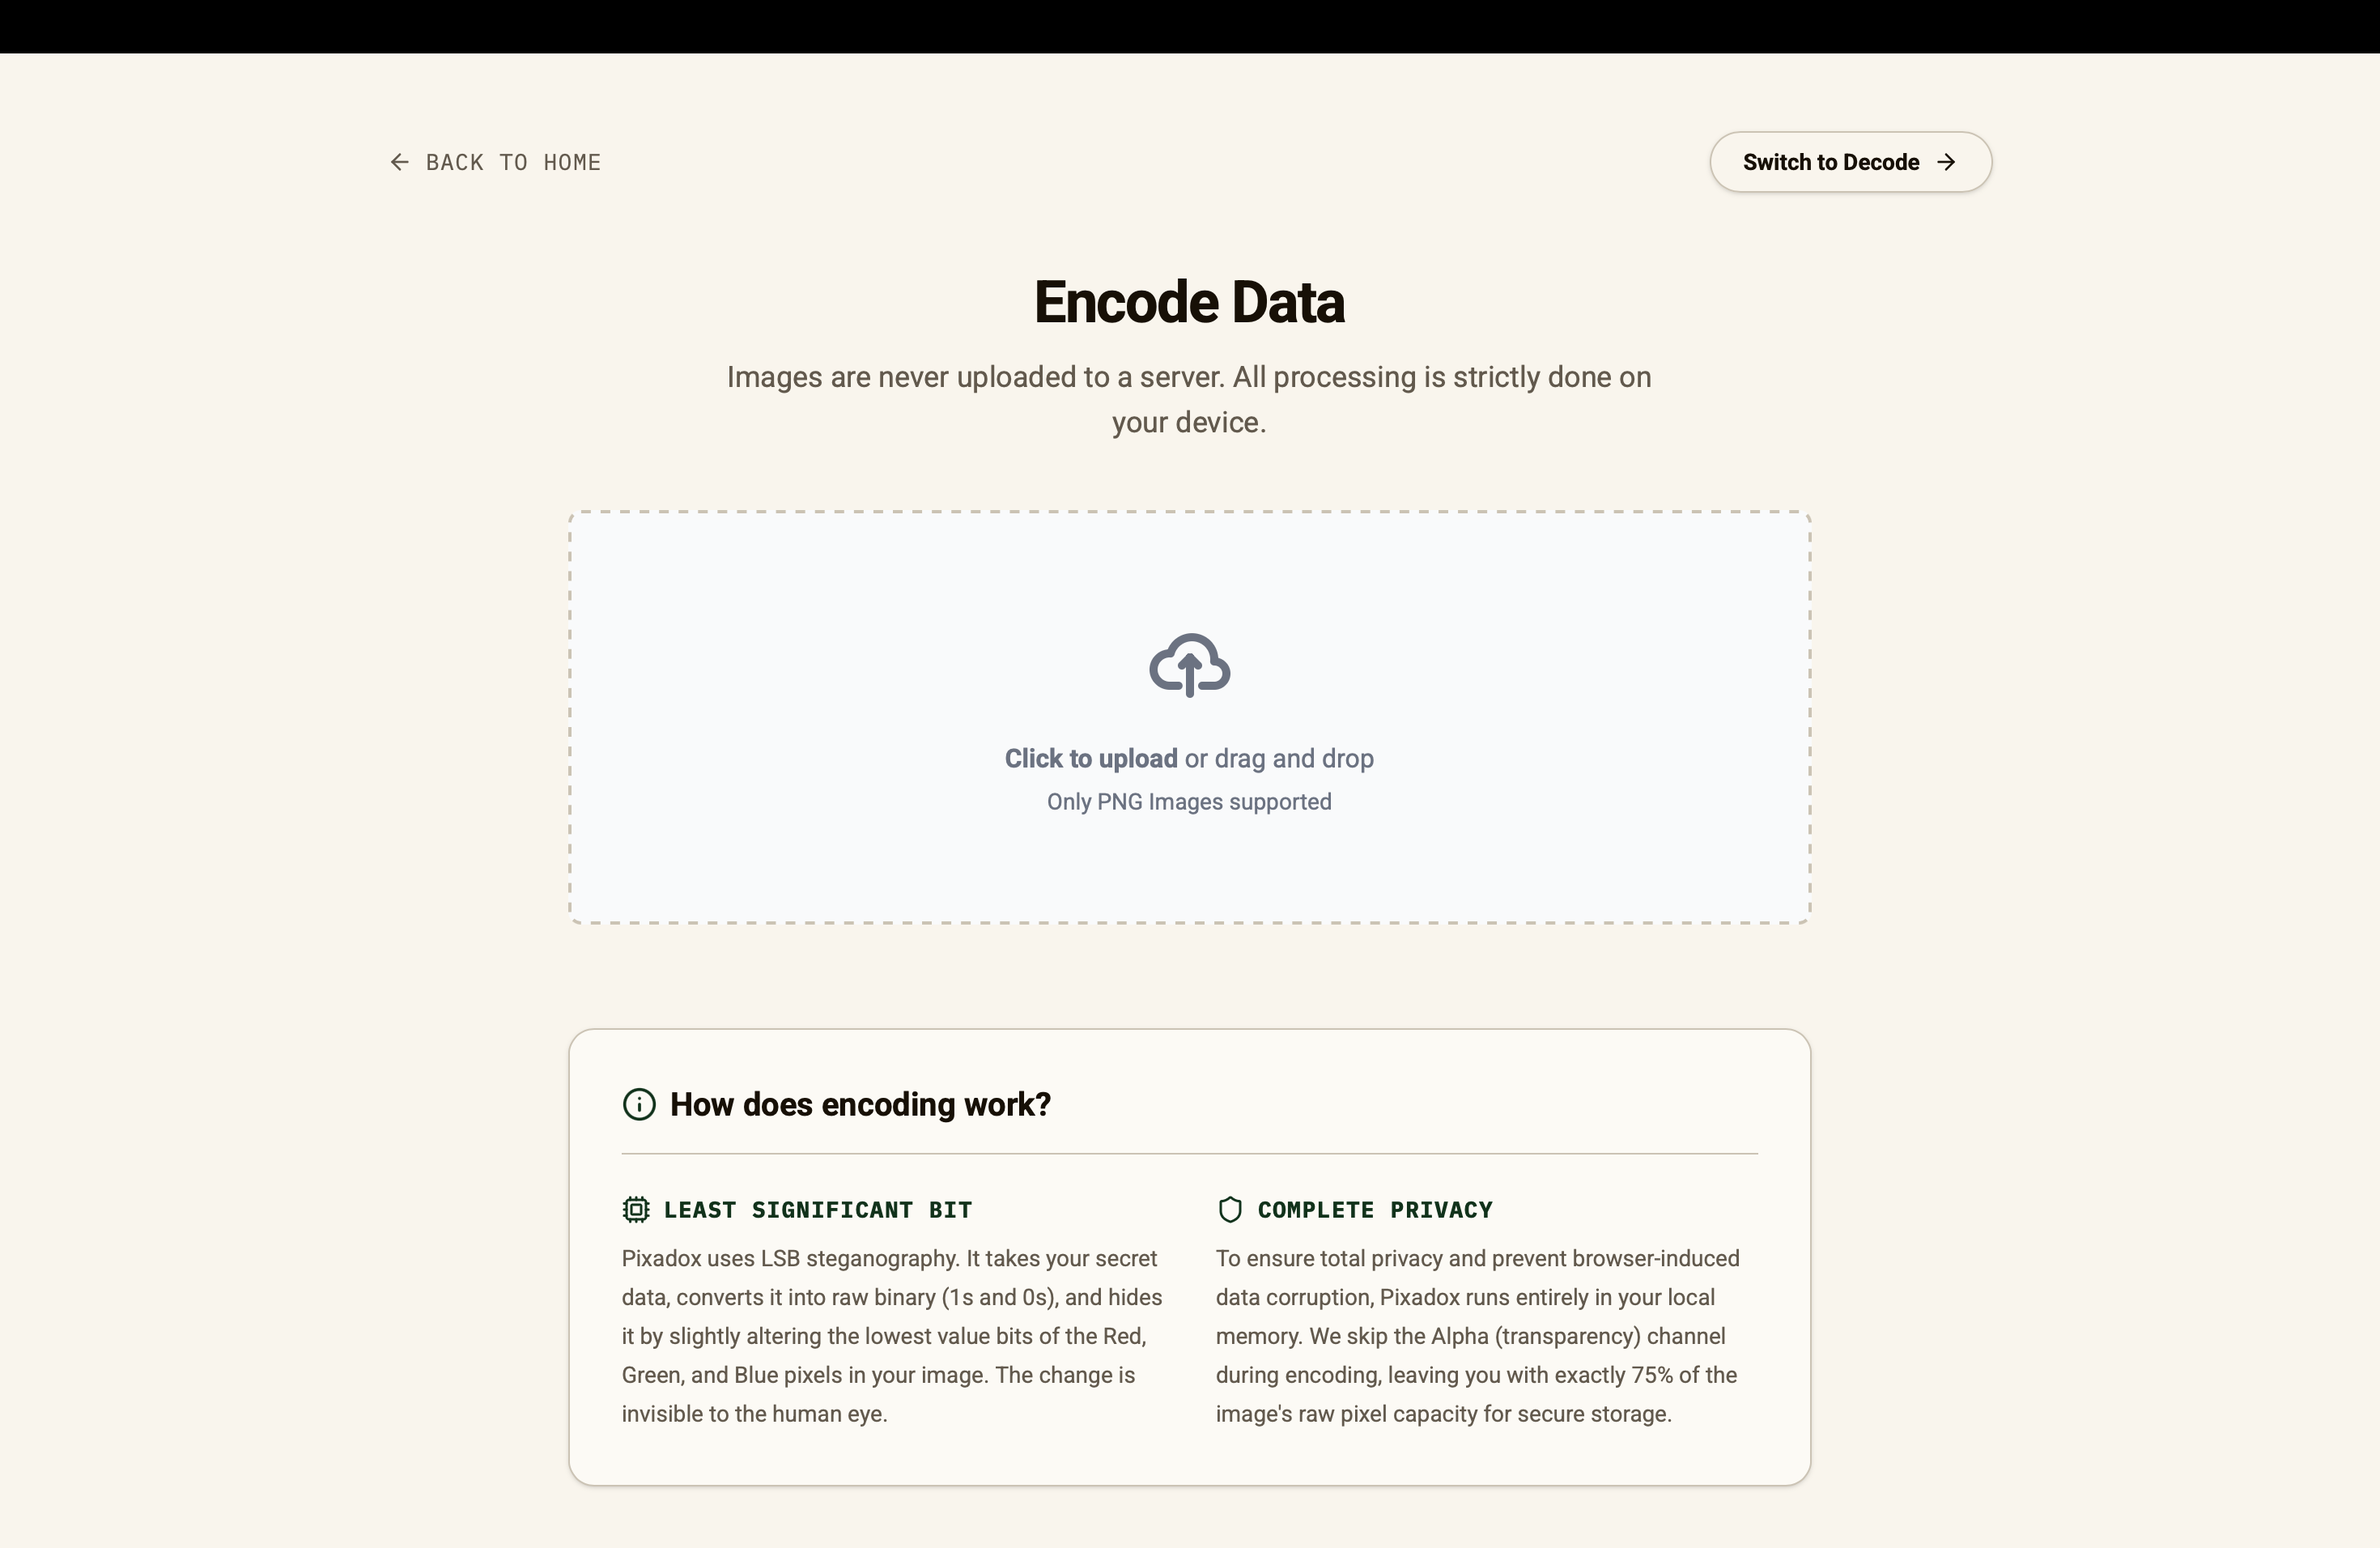 BACK TO HOME
Switch to Decode
Encode Data
Images are never uploaded to a server. All processing is strictly done on
your device.
Click to upload or drag and drop
Only PNG Images supported
How does encoding work?
LEAST SIGNIFICANT BIT
Pixadox uses LSB steganography. It takes your secret
data, converts it into raw binary (1s and 0s), and hides
it by slightly altering the lowest value bits of the Red,
Green, and Blue pixels in your image. The change is
invisible to the human eye.
COMPLETE PRIVACY
To ensure total privacy and prevent browser-induced
data corruption, Pixadox runs entirely in your local
memory. We skip the Alpha (transparency) channel
during encoding, leaving you with exactly 75% of the
image's raw pixel capacity for secure storage.